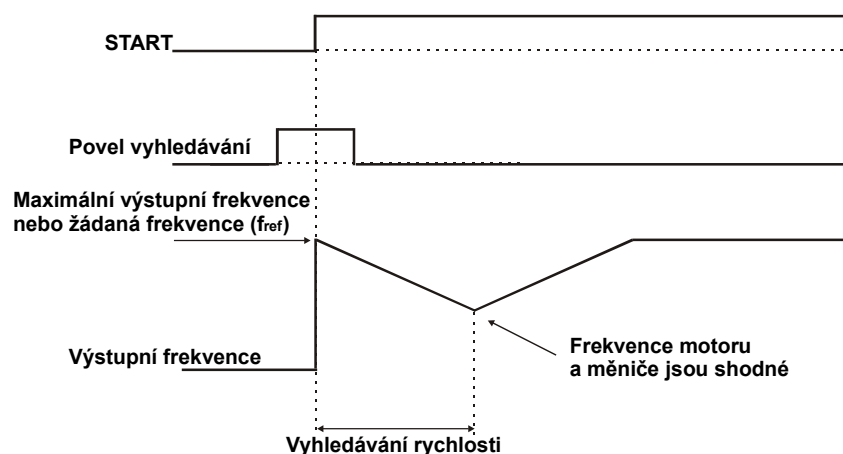 START
Povel vyhledávání
Maximální výstupní frekvence
nebo žádaná frekvence (fref)
Výstupní frekvence
Frekvence motoru
a měniče jsou shodné
Vyhledávání rychlosti